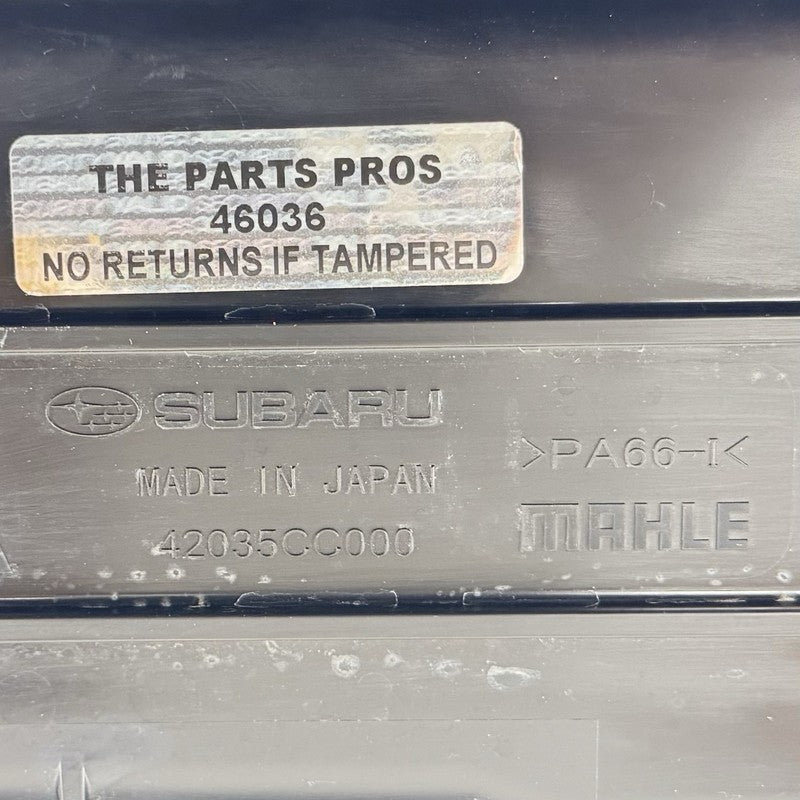 THE PARTS PROS
46036
NO RETURNS IF TAMPERED
SUBARU
MADE IN JAPAN
42035CC000
>PA66-I<
MAHLE